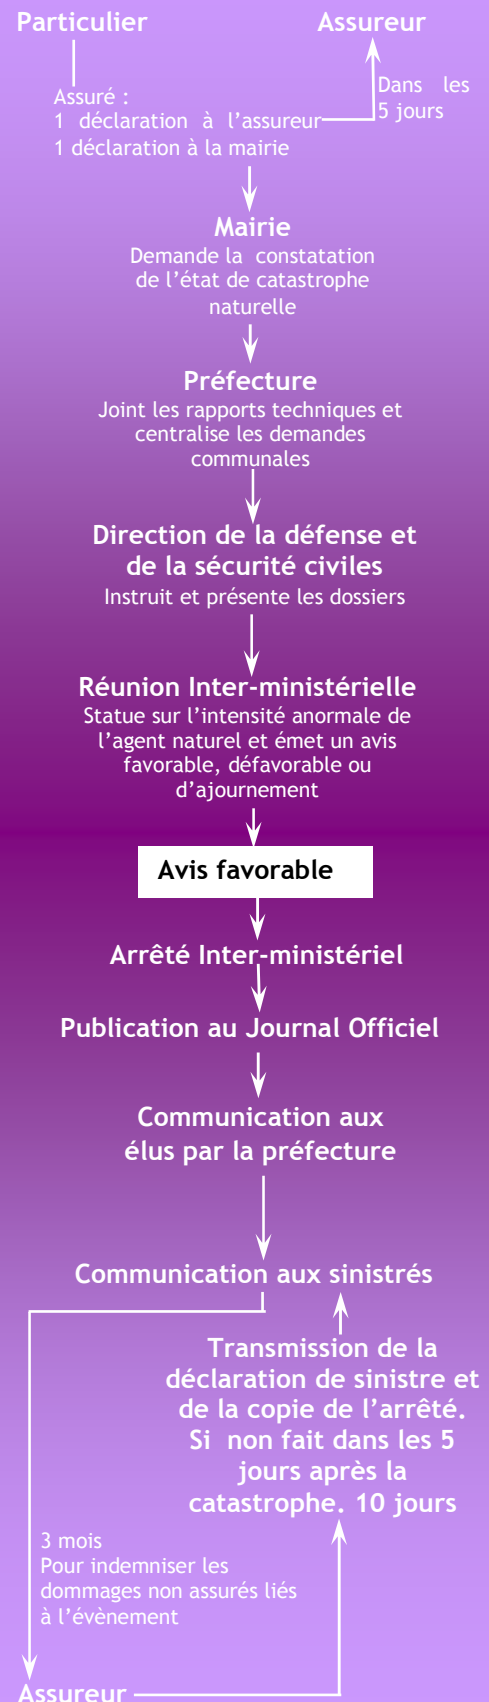 Particulier
Assureur
Dans les
5 jours
Assuré :
1 déclaration à l’assureur
1 déclaration à la mairie
Mairie
Demande la constatation
de l’état de catastrophe
naturelle
Préfecture
Joint les rapports techniques et
centralise les demandes
communales
Direction de la défense et
de la sécurité civiles
Instruit et présente les dossiers
Réunion Inter-ministérielle
Statue sur l’intensité anormale de
l’agent naturel et émet un avis
favorable, défavorable ou
d’ajournement
Avis favorable
Arrêté Inter-ministériel
Publication au Journal Officiel
Communication aux
élus par la préfecture
Communication aux sinistrés
Transmission de la
déclaration de sinistre et
de la copie de l’arrêté.
Si non fait dans les 5
jours après la
catastrophe. 10 jours
3 mois
Pour indemniser les
dommages non assurés liés
à l’évènement
Assureur